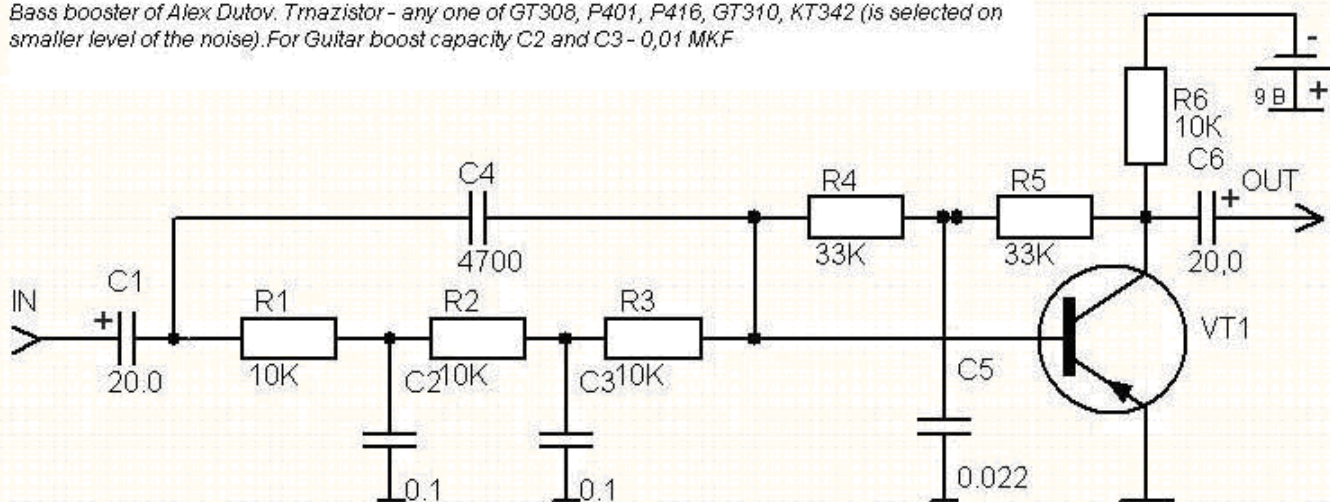 Bass booster of Alex Dutov. Trnazistor - any one of GT308, P401, P416, GT310, KT342 (is selected on
smaller level of the noise).For Guitar boost capacity C2 and C3 - 0,01 MKF
-
R6
9 B
+
10K
C4
C6
R4
R5
+
OUT
4700
33K
33K
20,0
IN
C1
R1
R2
R3
+
VT1
20.0
10K
C2
10K
C3
10K
C5
0.1
0.1
0.022